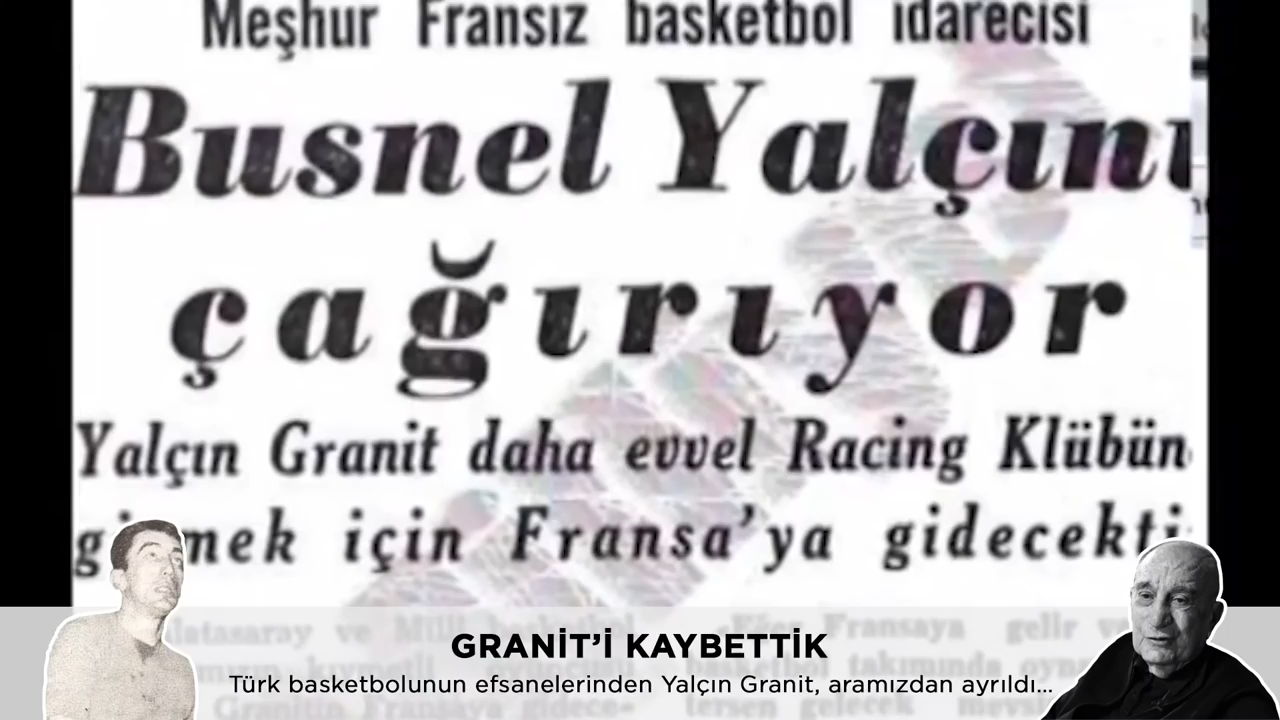 Meşhur Fransız basketbol idarecisi
Busnel Yalçını
çağırıyor
Yalçın Granit daha evvel Racing Klübün
için Fransa'ya gidecekti
GRANİT'İ KAYBETTİK
Türk basketbolunun efsanelerinden Yalçın Granit, aramızdan ayrıldı...